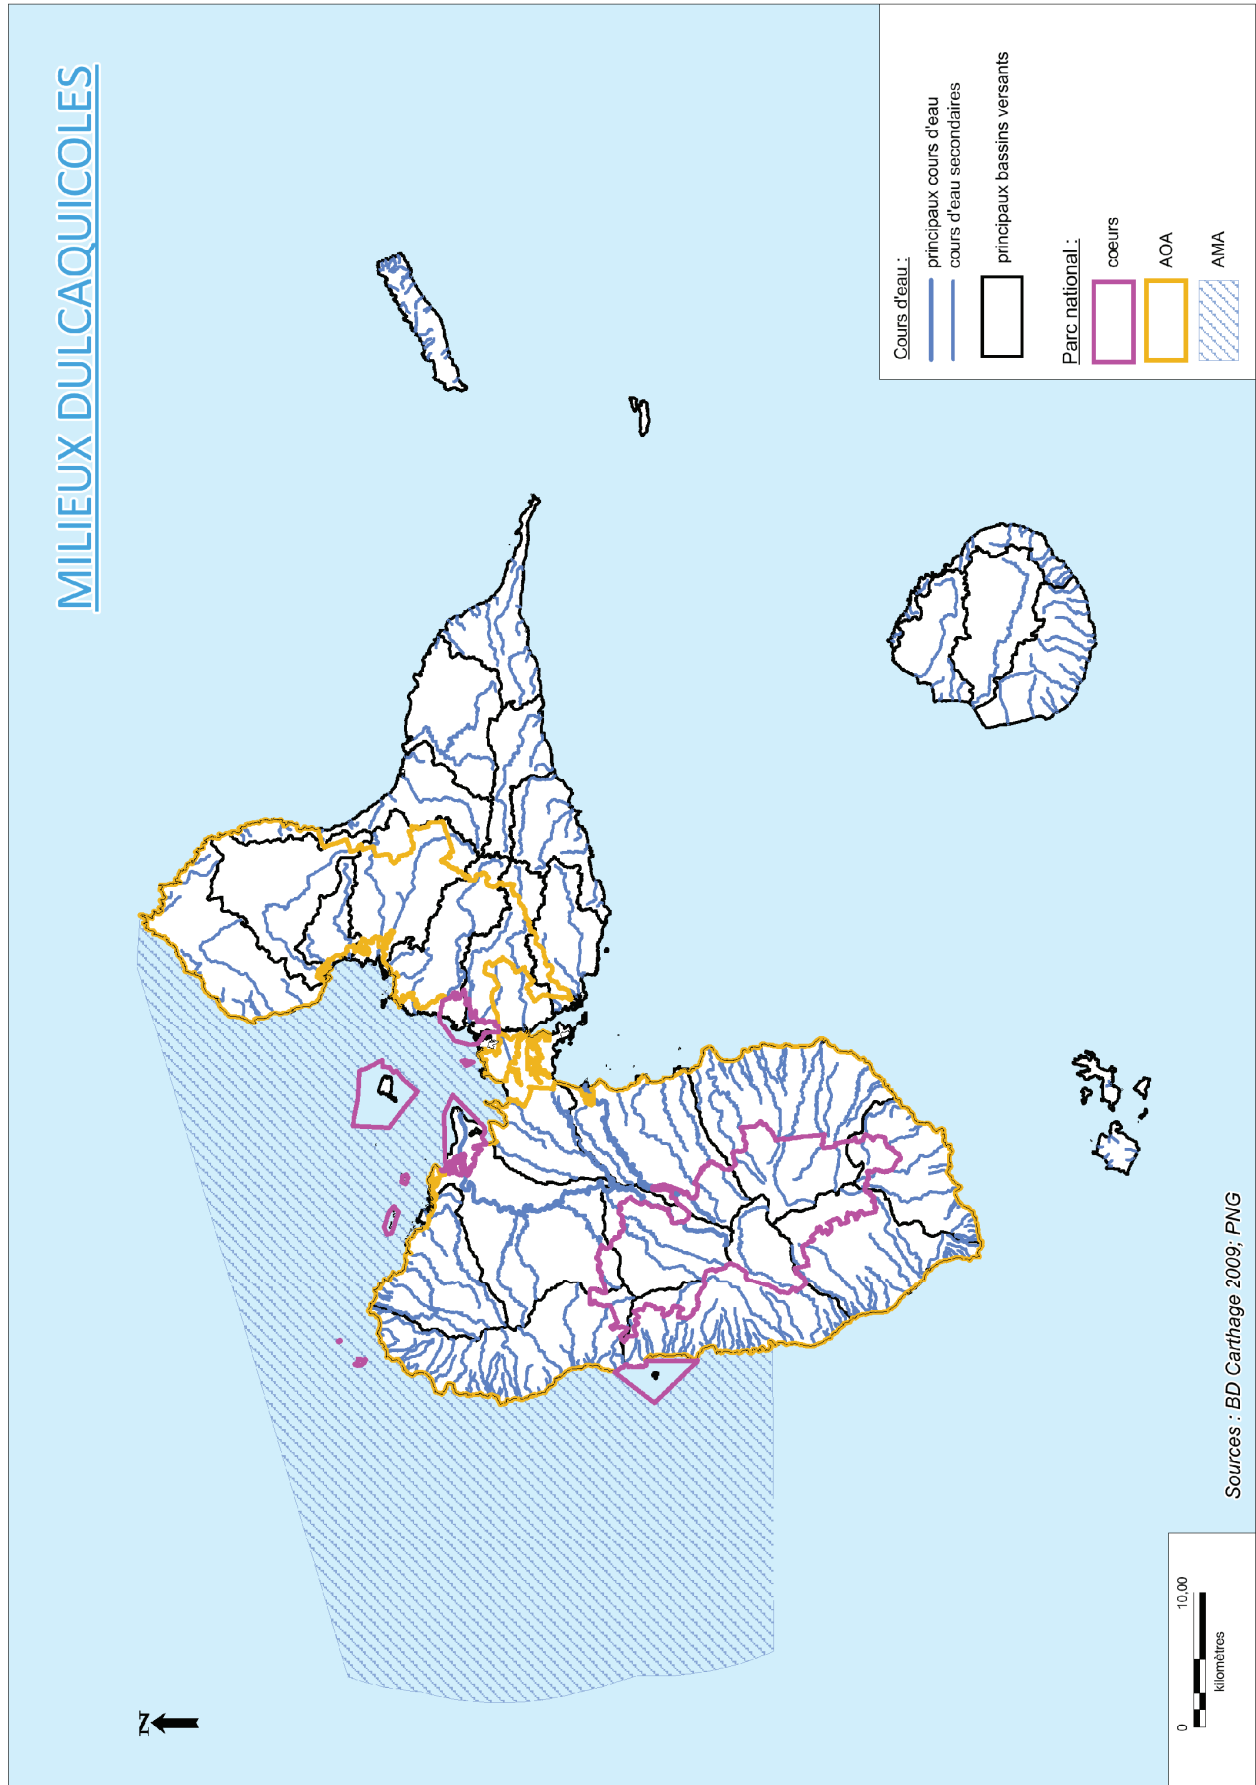 MILIEUX DULCAQUICOLES
Cours d'eau :
principaux cours d'eau
cours d'eau secondaires
principaux bassins versants
Parc national :
coeurs
AOA
AMA
Sources : BD Carthage 2009; PNG
N
0 10,00
kilomètres